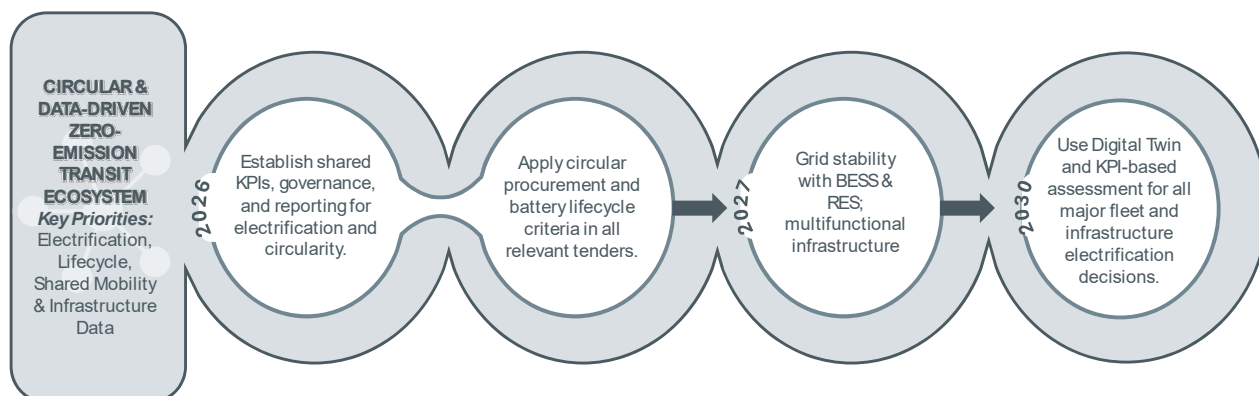 CIRCULAR &
DATA-DRIVEN
ZERO-
EMISSION
TRANSIT
ECOSYSTEM
Key Priorities:
Electrification,
Lifecycle,
Shared Mobility
& Infrastructure
Data
2026
Establish shared
KPIs, governance,
and reporting for
electrification and
circularity.
Apply circular
procurement and
battery lifecycle
criteria in all
relevant tenders.
2027
Grid stability
with BESS &
RES;
multifunctional
infrastructure
2030
Use Digital Twin
and KPI-based
assessment for all
major fleet and
infrastructure
electrification
decisions.